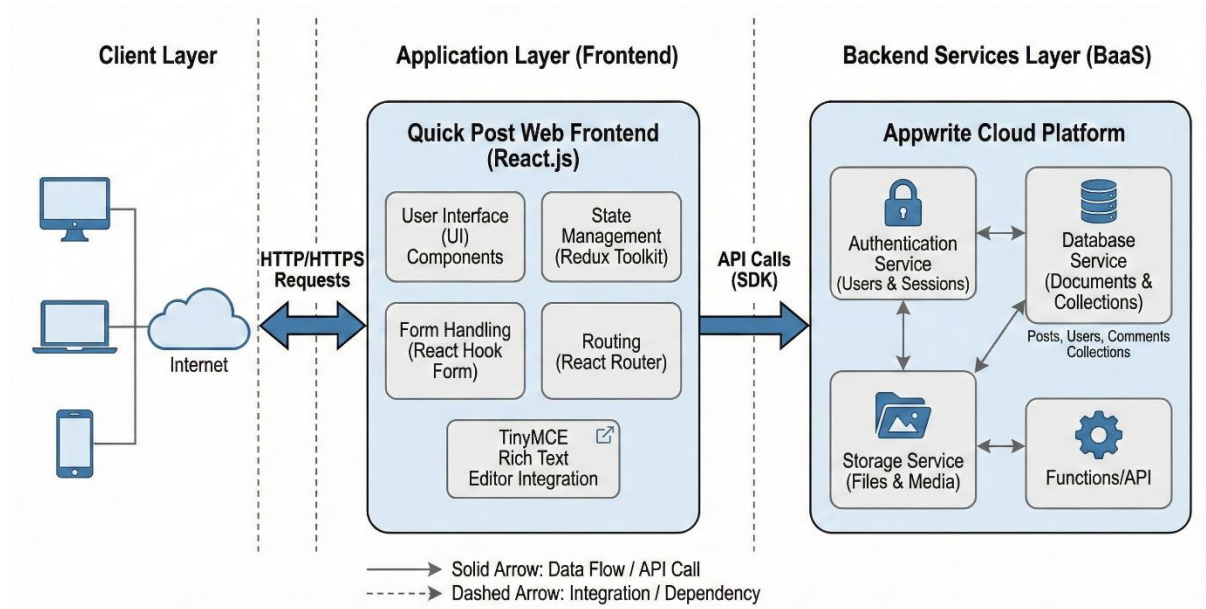 Client Layer
Application Layer (Frontend)
Backend Services Layer (BaaS)
Internet
HTTP/HTTPS
Requests
Quick Post Web Frontend
(React.js)
User Interface
(UI)
Components
State
Management
(Redux Toolkit)
Form Handling
(React Hook
Form)
Routing
(React Router)
TinyMCE
Rich Text
Editor Integration
API Calls
(SDK)
Appwrite Cloud Platform
Authentication
Service
(Users & Sessions)
Database
Service
(Documents &
Collections)
Posts, Users, Comments
Collections
Storage Service
(Files & Media)
Functions/API
Solid Arrow: Data Flow / API Call
Dashed Arrow: Integration / Dependency